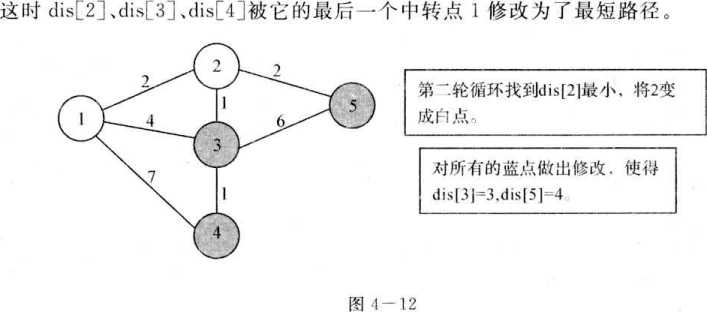 这时 dis[2]、dis[3]、dis[4]被它的最后一个中转点 1 修改为了最短路径。
2
2
2
1
5
1
4
6
3
7
1
4
第二轮循环找到dis[2]最小，将2变
成白点。
对所有的蓝点做出修改，使得
dis[3]=3,dis[5]=4。
图 4－12